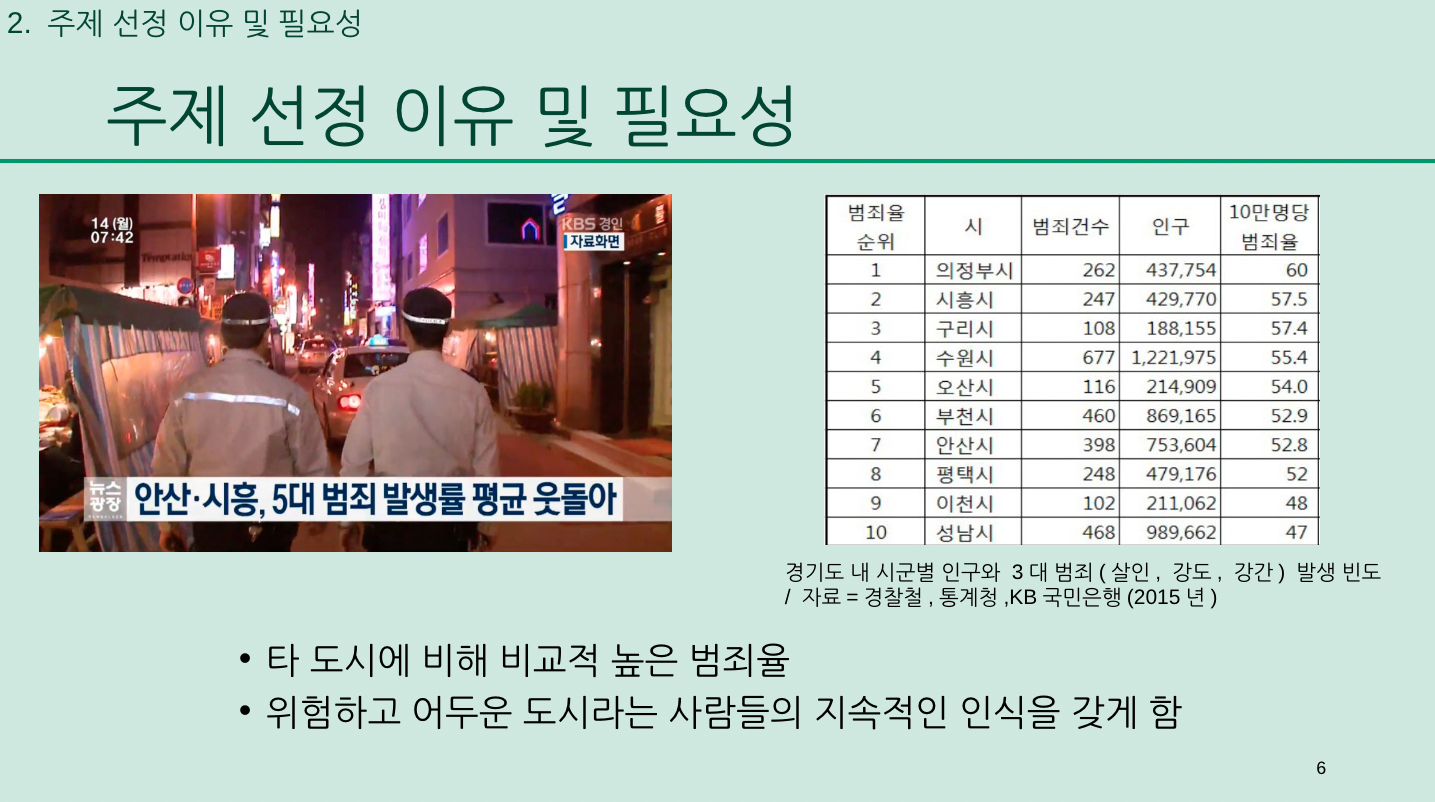 2. 주제 선정 이유 및 필요성
주제 선정 이유 및 필요성
14 (월)
07:42
KBS 경인
자료화면
Temptation
뉴스
광장
안산·시흥, 5대 범죄 발생률 평균 웃돌아
범죄율 순위 시 범죄건수 인구 10만명당 범죄율
1 의정부시 262 437,754 60
2 시흥시 247 429,770 57.5
3 구리시 108 188,155 57.4
4 수원시 677 1,221,975 55.4
5 오산시 116 214,909 54.0
6 부천시 460 869,165 52.9
7 안산시 398 753,604 52.8
8 평택시 248 479,176 52
9 이천시 102 211,062 48
10 성남시 468 989,662 47
경기도 내 시군별 인구와 3 대 범죄 ( 살인 , 강도 , 강간 ) 발생 빈도
/ 자료 = 경찰철 , 통계청 ,KB 국민은행 (2015 년 )
• 타 도시에 비해 비교적 높은 범죄율
• 위험하고 어두운 도시라는 사람들의 지속적인 인식을 갖게 함
6